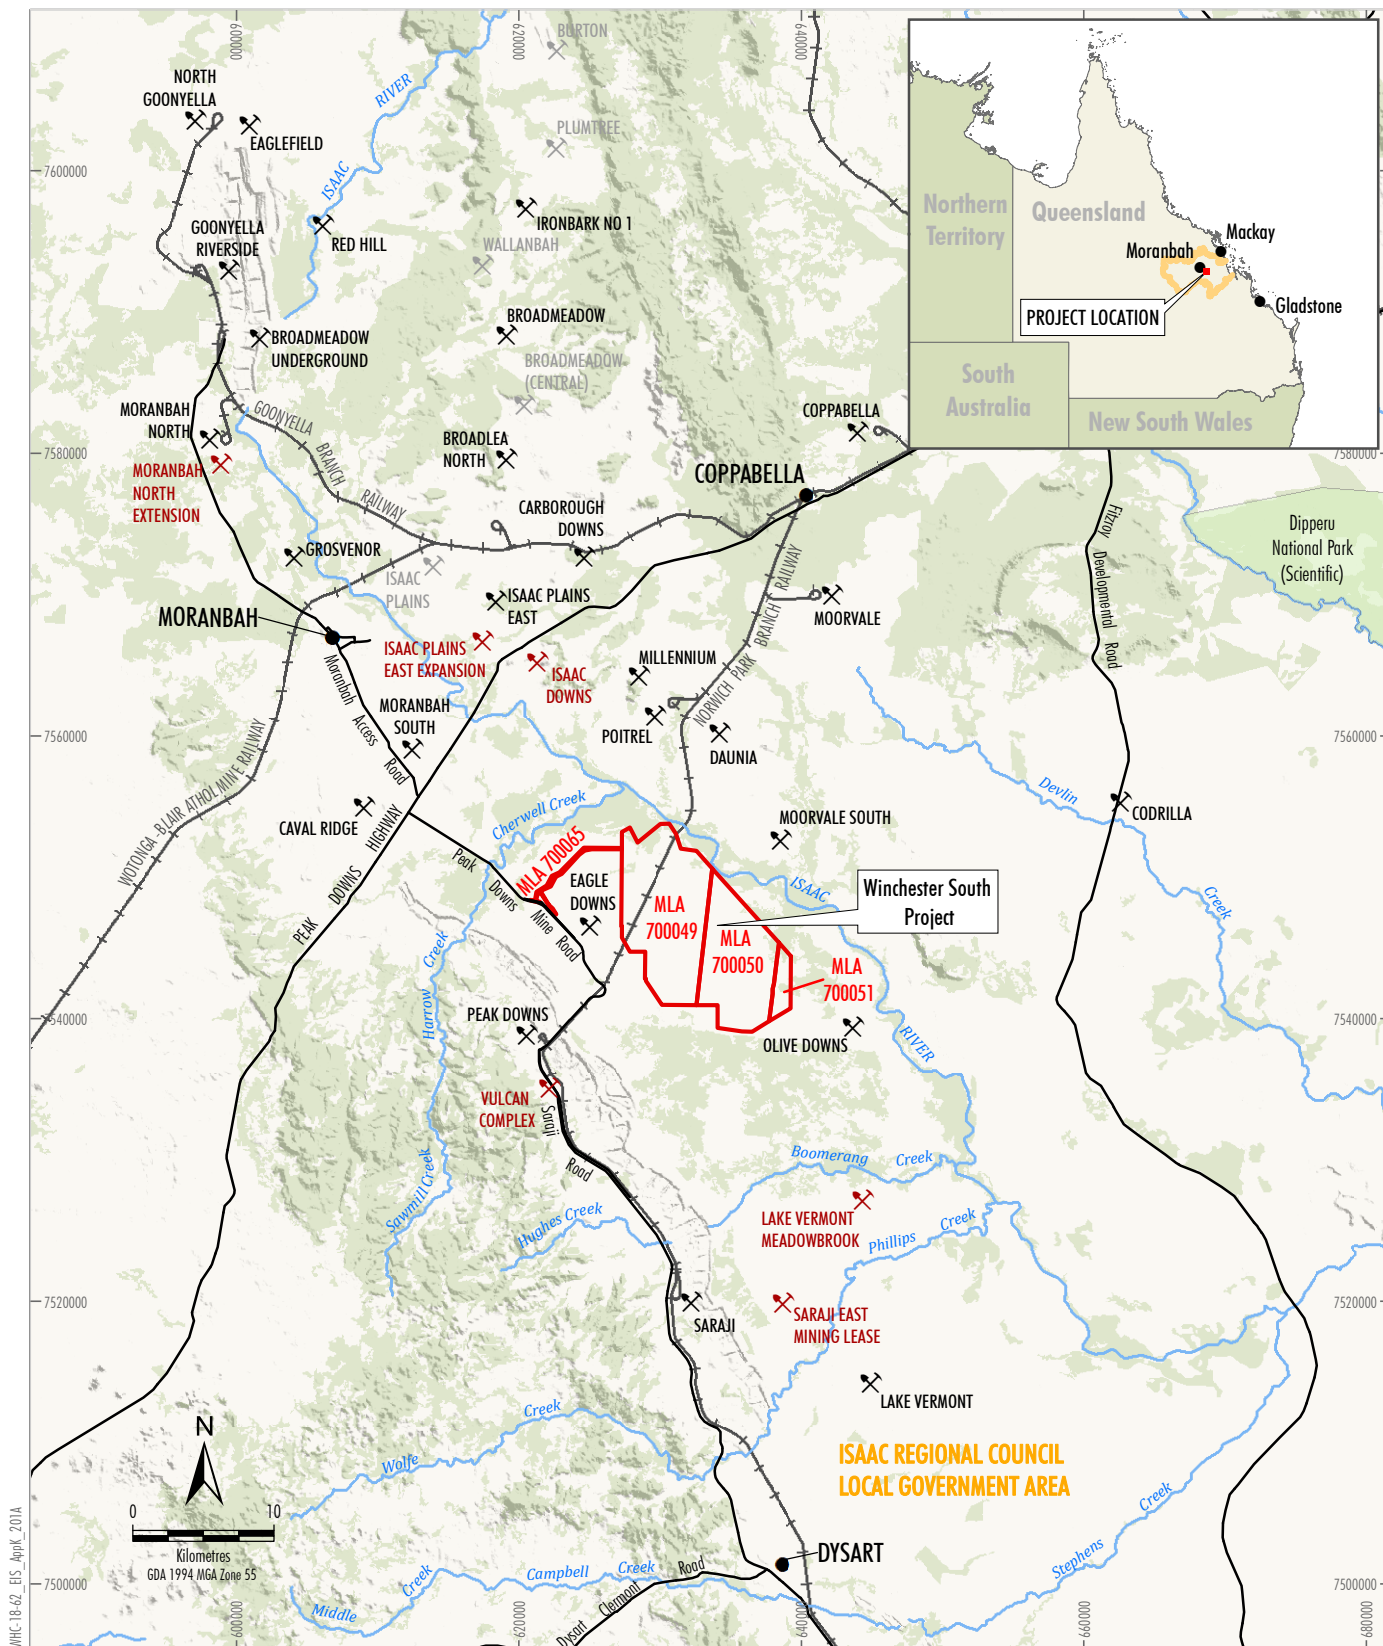 600000
620000
640000
BURTON
NORTH
GOONYELLA
EAGLEFIELD
RIVER
ISAAC
PLUMTREE
7600000
IRONBARK NO 1
WALLANBAH
GOONYELLA
RIVERSIDE
RED HILL
BROADMEADOW
UNDERGROUND
BROADMEADOW
BROADMEADOW
(CENTRAL)
Northern
Territory
Queensland
Mackay
Moranbah
Gladstone
PROJECT LOCATION
South
Australia
New South Wales
MORANBAH
NORTH
GOONYELLA
BRANCH
RAILWAY
COPPABELLA
BROADLEA
NORTH
7580000
7580000
MORANBAH
NORTH
EXTENSION
COPPABELLA
CARBOROUGH
DOWNS
GROSVENOR
ISAAC
PLAINS
ISAAC PLAINS
EAST
Fitzroy
Developmental
Road
Dipperu
National Park
(Scientific)
MORANBAH
MOORVALE
NORWICH PARK BRANCH RAILWAY
ISAAC PLAINS
EAST EXPANSION
ISAAC
DOWNS
MILLENNIUM
Moranbah
Access
Road
MORANBAH
SOUTH
POITREL
DAUNIA
7560000
7560000
WOTONGA -BLAIR ATHOL MINE RAILWAY
CAVAL RIDGE
PEAK
DOWNS
HIGHWAY
Cherwell Creek
Devlin
Creek
CODRILLA
MOORVALE SOUTH
Peak
Downs
Mine Road
MLA 700065
EAGLE
DOWNS
MLA
700049
MLA
700050
MLA
700051
Winchester South
Project
ISAAC
RIVER
Harrow
Creek
7540000
7540000
PEAK DOWNS
OLIVE DOWNS
VULCAN
COMPLEX
Saraji
Road
Boomerang
Creek
Sawmill Creek
Hughes Creek
LAKE VERMONT
MEADOWBROOK
Phillips
Creek
7520000
7520000
SARAJI
SARAJI EAST
MINING LEASE
LAKE VERMONT
N
Wolfe
Creek
ISAAC REGIONAL COUNCIL
LOCAL GOVERNMENT AREA
0
10
Kilometres
GDA 1994 MGA Zone 55
Stephens
Creek
DYSART
7500000
7500000
Middle
Creek
Campbell
Creek
Dysart
Clermont
Road
600000
620000
640000
660000
680000
WHC-18-62_EIS_AppK_201A